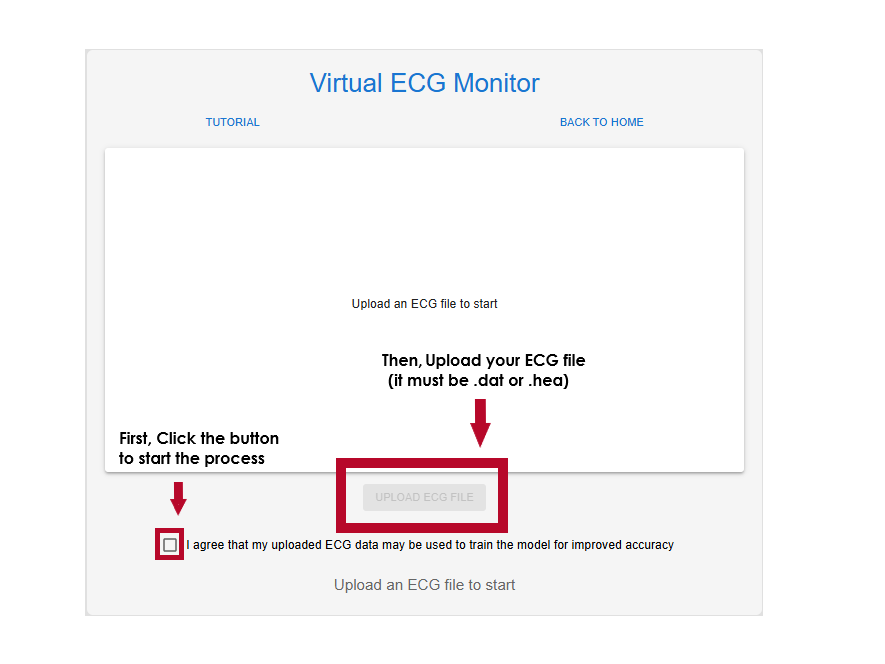 Virtual ECG Monitor
TUTORIAL
BACK TO HOME
Upload an ECG file to start
Then, Upload your ECG file
(it must be .dat or .hea)
First, Click the button
to start the process
UPLOAD ECG FILE
I agree that my uploaded ECG data may be used to train the model for improved accuracy
Upload an ECG file to start